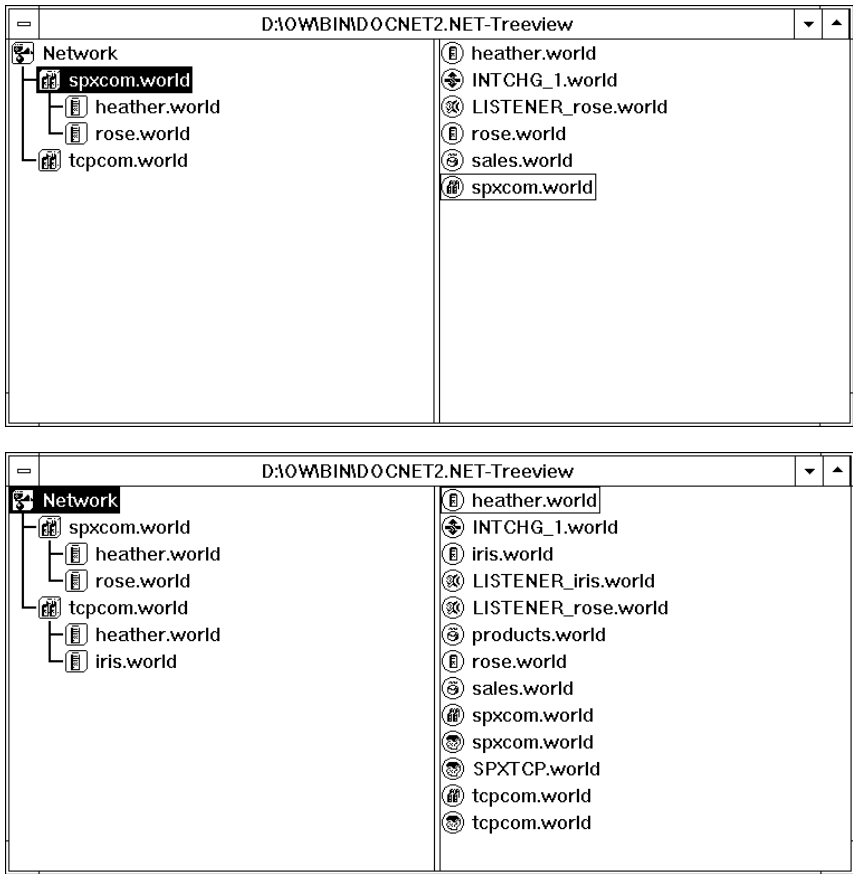 D:\OW\BIN\DOCNET2.NET-Treeview
Network
spxcom.world
heather.world
rose.world
tcpcom.world
heather.world
INTCHG_1.world
LISTENER_rose.world
rose.world
sales.world
spxcom.world
D:\OW\BIN\DOCNET2.NET-Treeview
Network
spxcom.world
heather.world
rose.world
tcpcom.world
heather.world
iris.world
heather.world
INTCHG_1.world
iris.world
LISTENER_iris.world
LISTENER_rose.world
products.world
rose.world
sales.world
spxcom.world
spxcom.world
SPXTCP.world
tcpcom.world
tcpcom.world